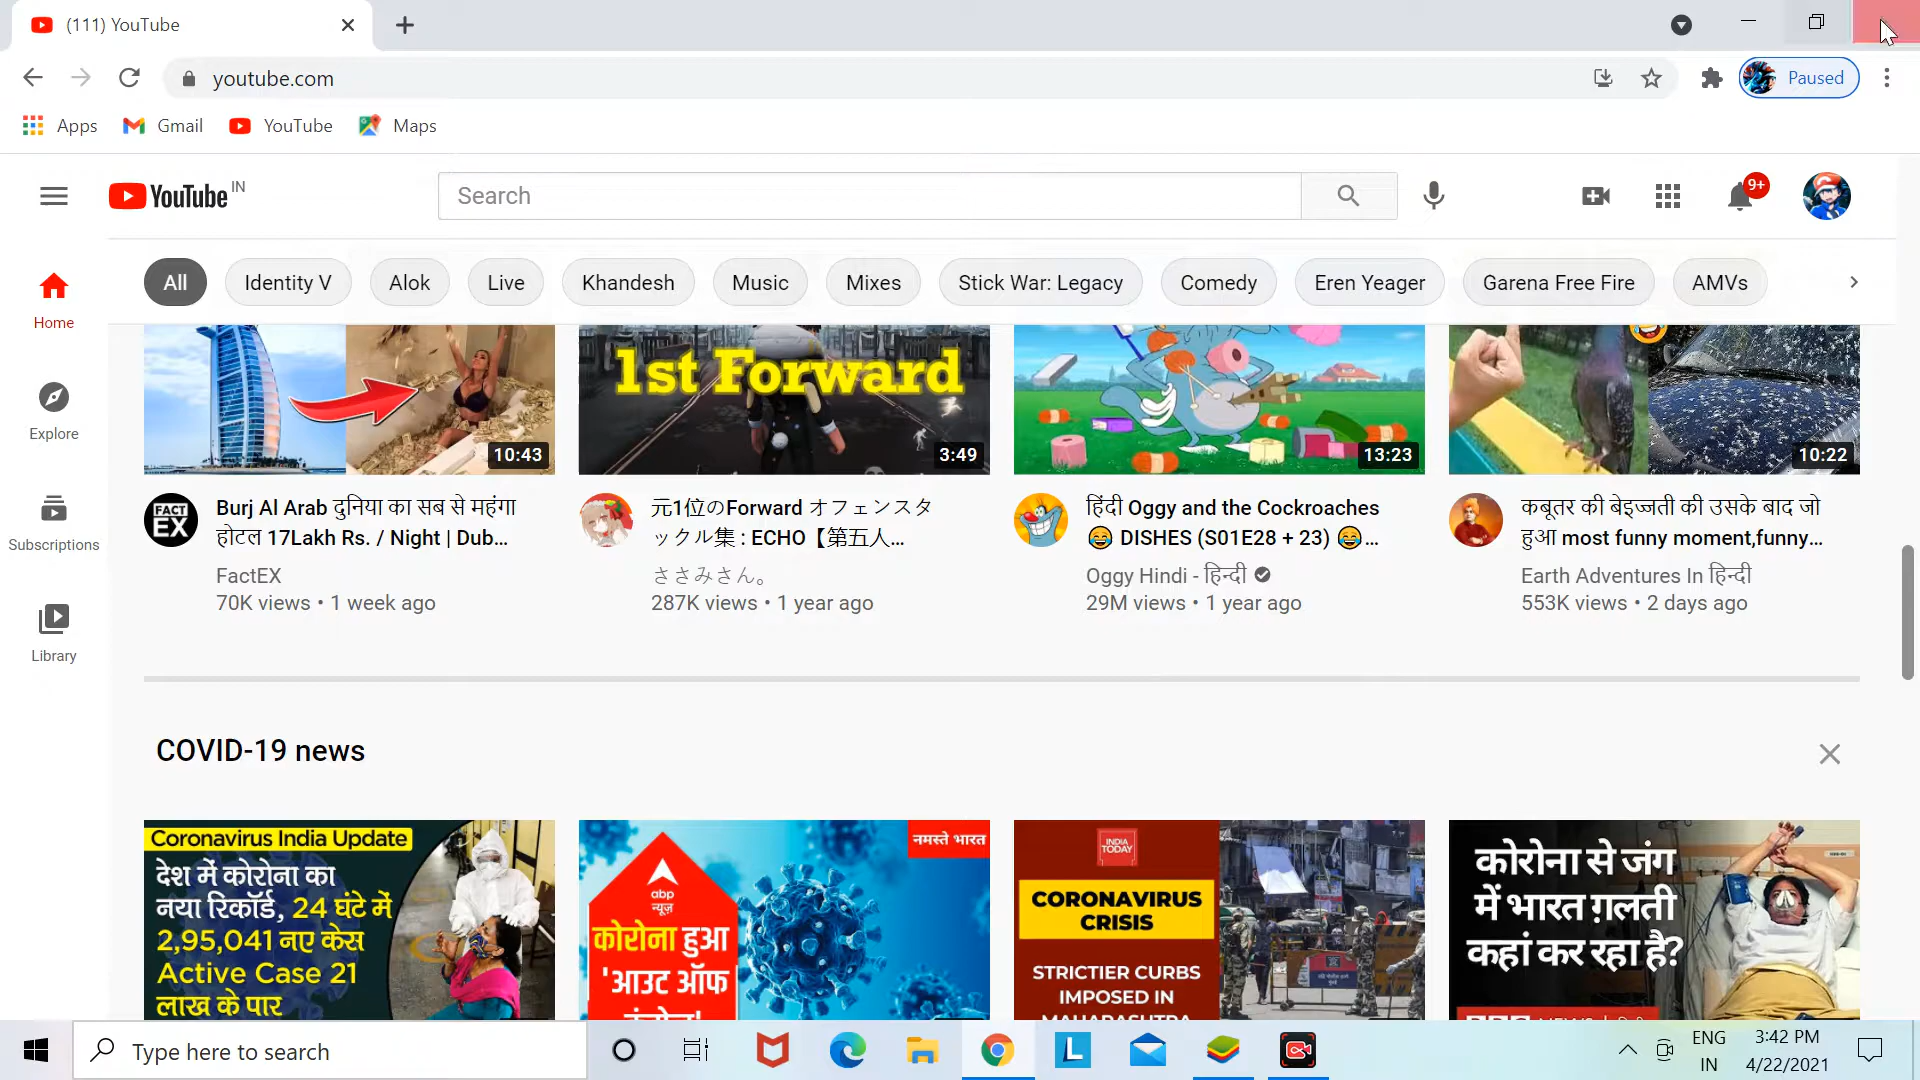 (111) YouTube
youtube.com
Paused
Apps
Gmail
YouTube
Maps
YouTube IN
Search
9+
All
Identity V
Alok
Live
Khandesh
Music
Mixes
Stick War: Legacy
Comedy
Eren Yeager
Garena Free Fire
AMVs
Home
Explore
Subscriptions
Library
10:43
1st Forward
3:49
13:23
10:22
FACT
EX
Burj Al Arab दुनिया का सब से महंगा
होटल 17Lakh Rs. / Night | Dub...
FactEX
70K views • 1 week ago
元1位のForward オフェンスタ
ックル集 : ECHO【第五人...
ささみさん。
287K views • 1 year ago
हिंदी Oggy and the Cockroaches
😂 DISHES (S01E28 + 23) 😂...
Oggy Hindi - हिन्दी
29M views • 1 year ago
कबूतर की बेइज्जती की उसके बाद जो
हुआ most funny moment,funny...
Earth Adventures In हिन्दी
553K views • 2 days ago
COVID-19 news
Coronavirus India Update
देश में कोरोना का
नया रिकॉर्ड, 24 घंटे में
2,95,041 नए केस
Active Case 21
लाख के पार
नमस्ते भारत
abp
न्यूज़
कोरोना हुआ
'आउट ऑफ
कंट्रोल'
INDIA
TODAY
CORONAVIRUS
CRISIS
STRICTIER CURBS
IMPOSED IN
MAHARASHTRA
कोरोना से जंग
में भारत ग़लती
कहां कर रहा है?
Type here to search
ENG
IN
3:42 PM
4/22/2021